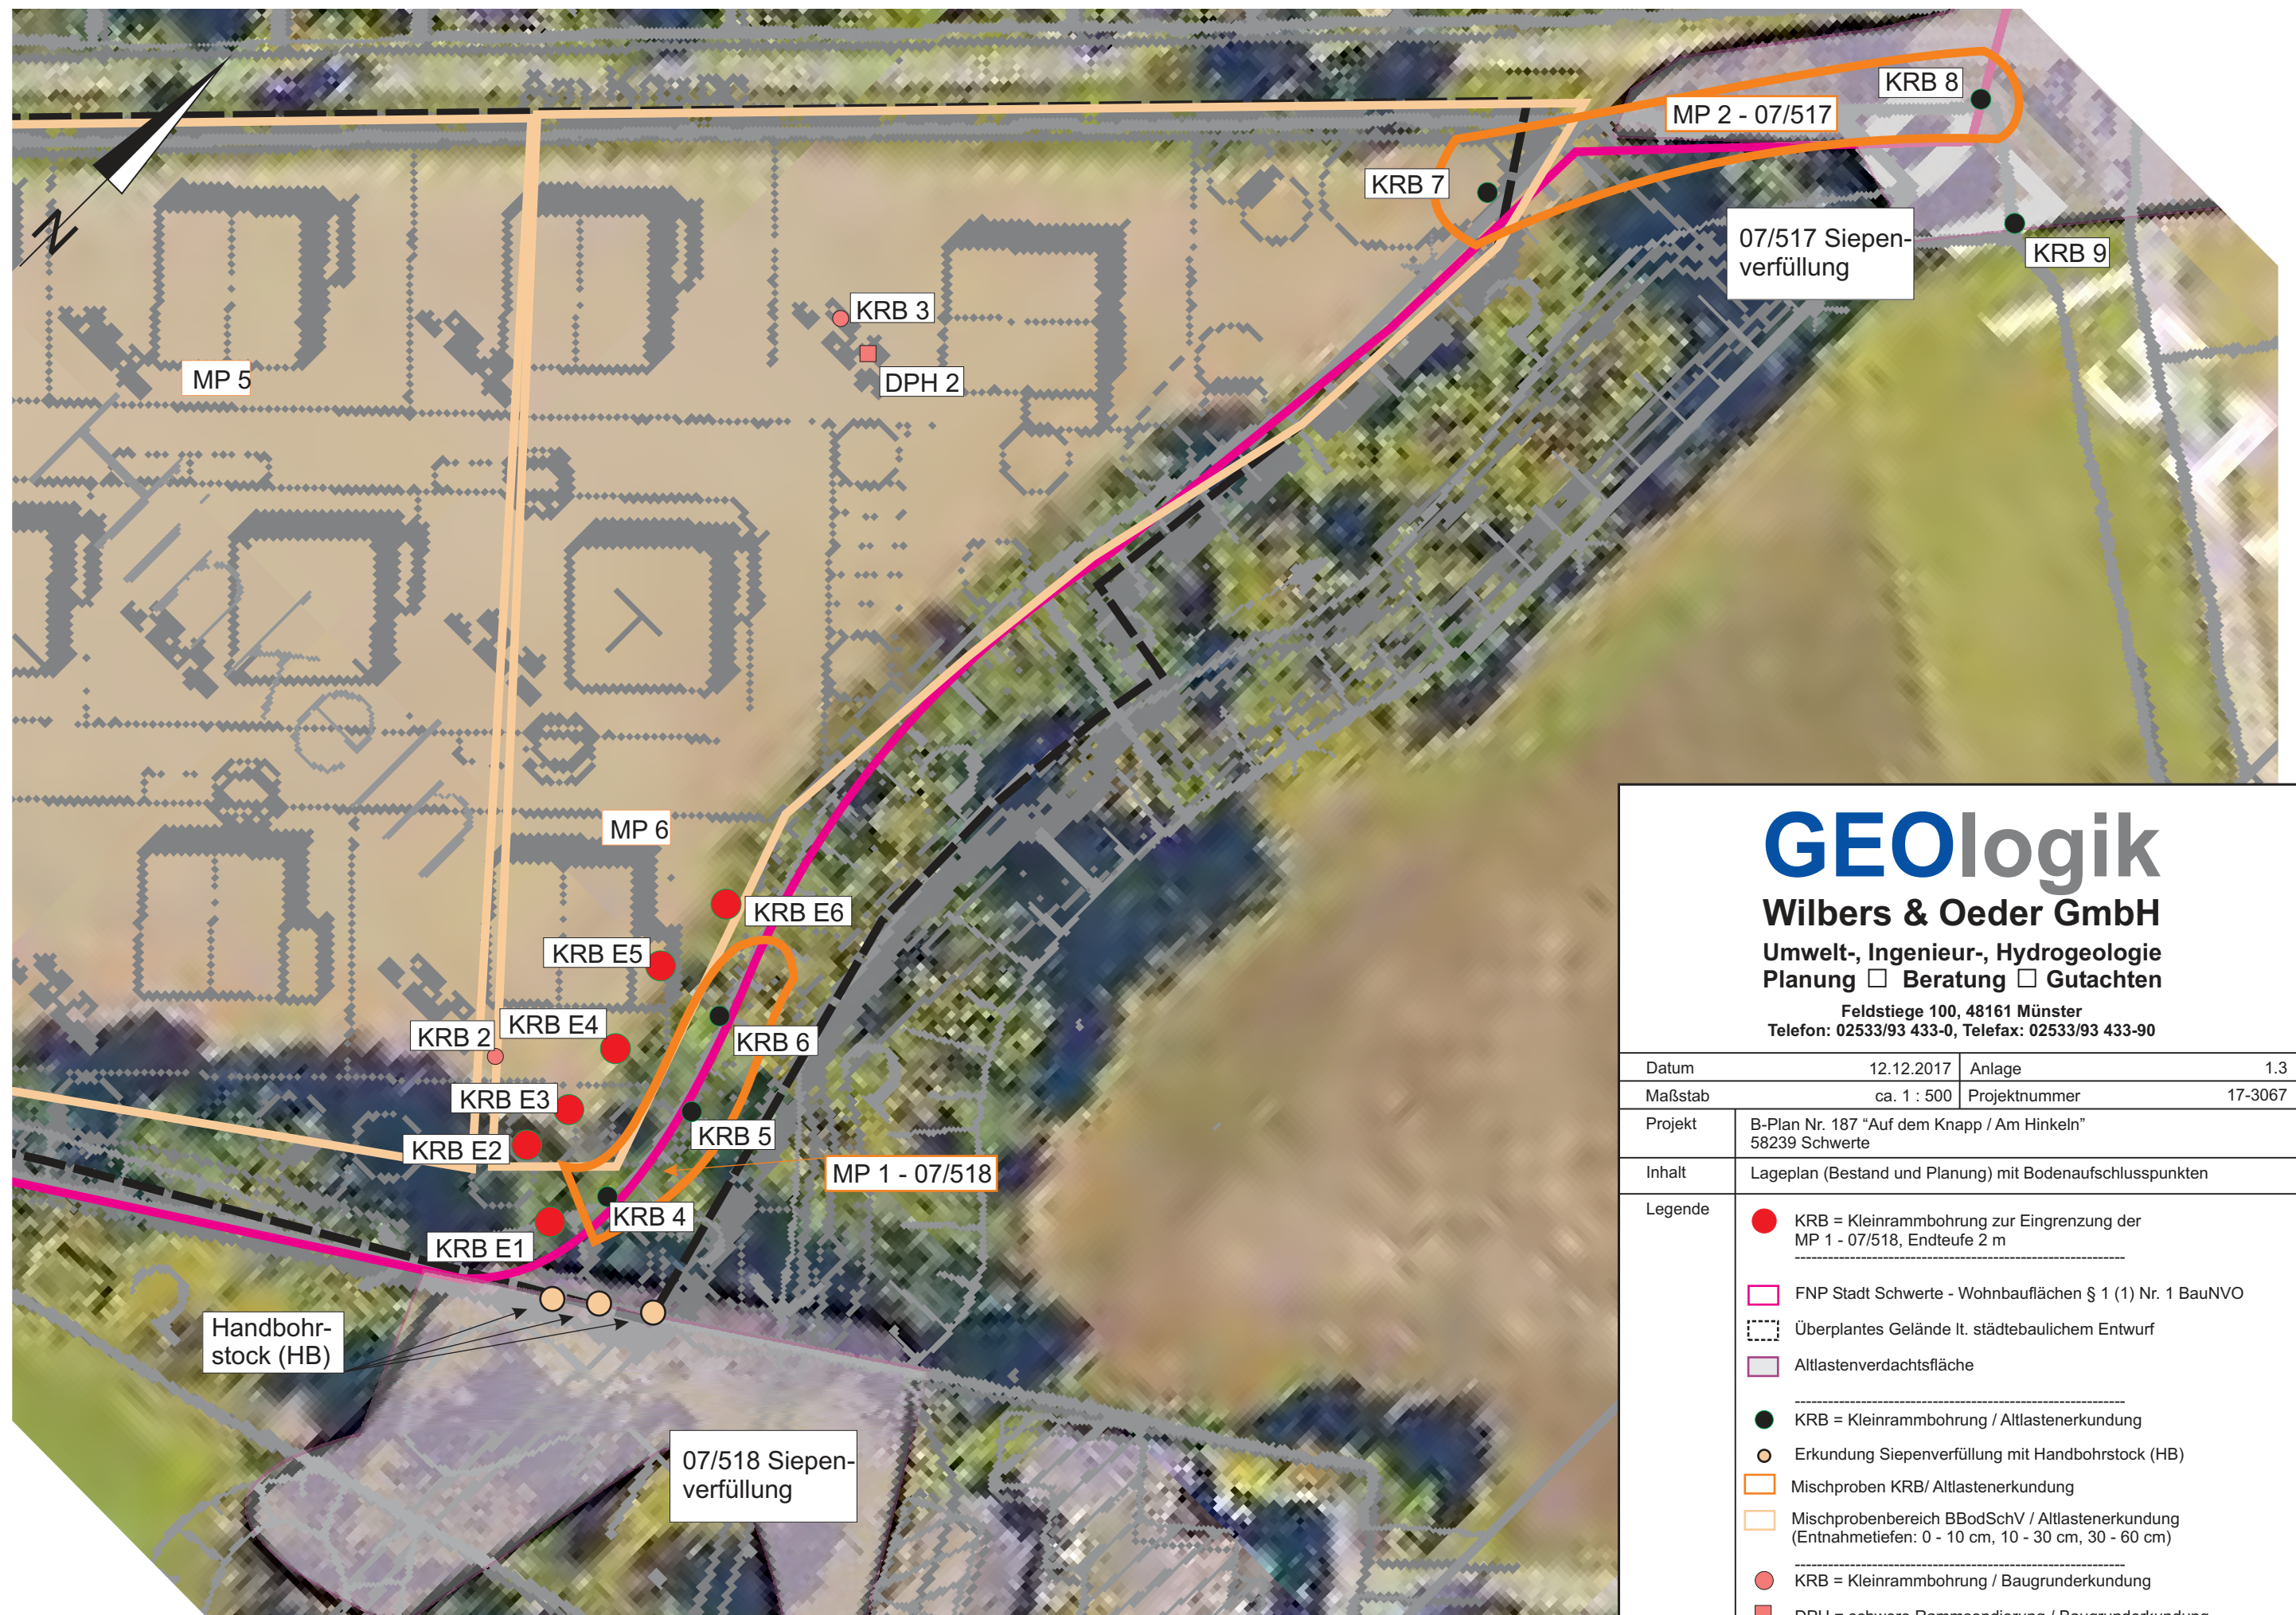 KRB 8
MP 2 - 07/517
KRB 7
07/517 Siepen-
verfüllung
KRB 9
N
KRB 3
DPH 2
MP 5
MP 6
KRB E6
KRB E5
KRB E4
KRB 2
KRB 6
KRB E3
KRB 5
KRB E2
MP 1 - 07/518
KRB 4
KRB E1
Handbohr-
stock (HB)
07/518 Siepen-
verfüllung
GEOlogik
Wilbers & Oeder GmbH
Umwelt-, Ingenieur-, Hydrogeologie
Planung □ Beratung □ Gutachten
Feldstiege 100, 48161 Münster
Telefon: 02533/93 433-0, Telefax: 02533/93 433-90
Datum 12.12.2017 Anlage 1.3
Maßstab ca. 1 : 500 Projektnummer 17-3067
Projekt B-Plan Nr. 187 “Auf dem Knapp / Am Hinkeln”
58239 Schwerte
Inhalt Lageplan (Bestand und Planung) mit Bodenaufschlusspunkten
Legende
KRB = Kleinrammbohrung zur Eingrenzung der
MP 1 - 07/518, Endteufe 2 m
FNP Stadt Schwerte - Wohnbauflächen § 1 (1) Nr. 1 BauNVO
Überplantes Gelände lt. städtebaulichem Entwurf
Altlastenverdachtsfläche
KRB = Kleinrammbohrung / Altlastenerkundung
Erkundung Siepenverfüllung mit Handbohrstock (HB)
Mischproben KRB/ Altlastenerkundung
Mischprobenbereich BBodSchV / Altlastenerkundung
(Entnahmetiefen: 0 - 10 cm, 10 - 30 cm, 30 - 60 cm)
KRB = Kleinrammbohrung / Baugrunderkundung
DPH = schwere Rammsondierung / Baugrunderkundung